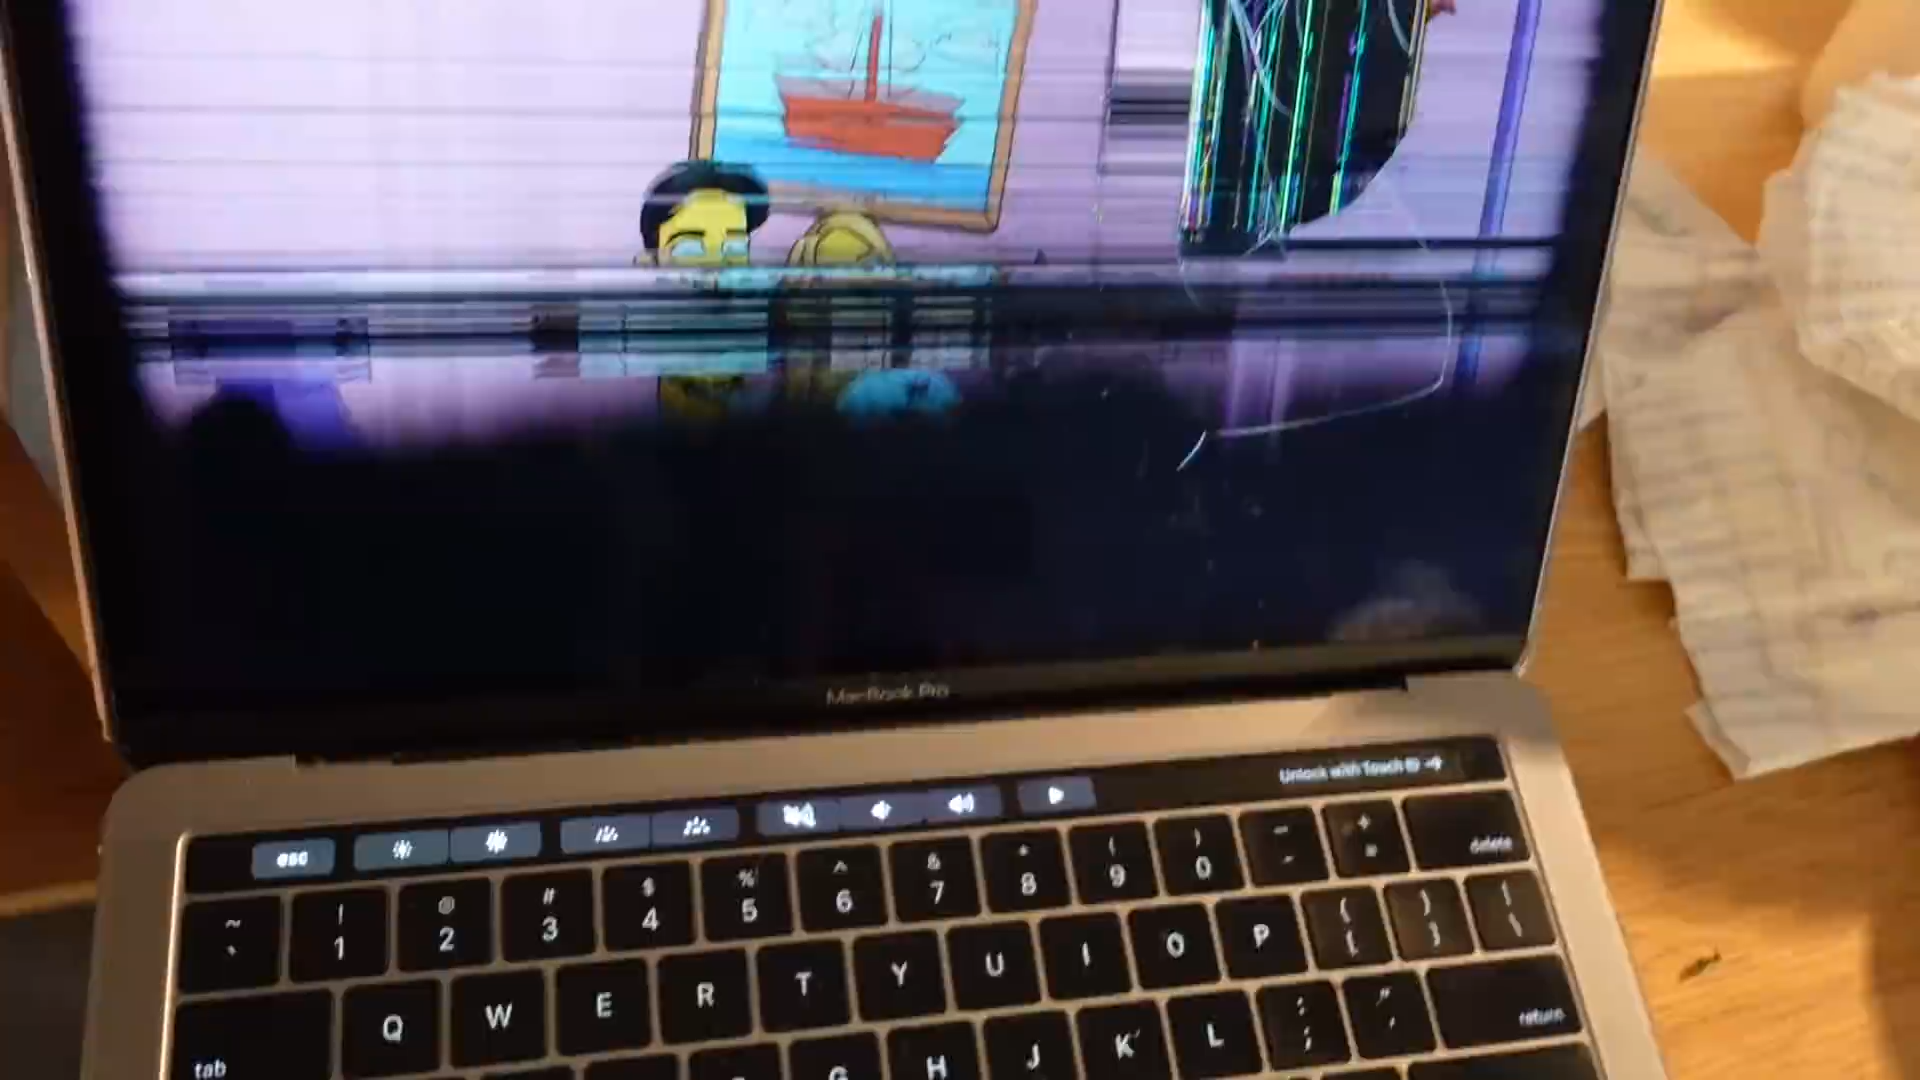 MacBook Pro
Unlock with Touch ID →
esc
~ ! @ # $ % ^ & * ( ) − +
` 1 2 3 4 5 6 7 8 9 0 - = delete
tab Q W E R T Y U I O P { } |
[ ] \
G H J K L : "
; ' return